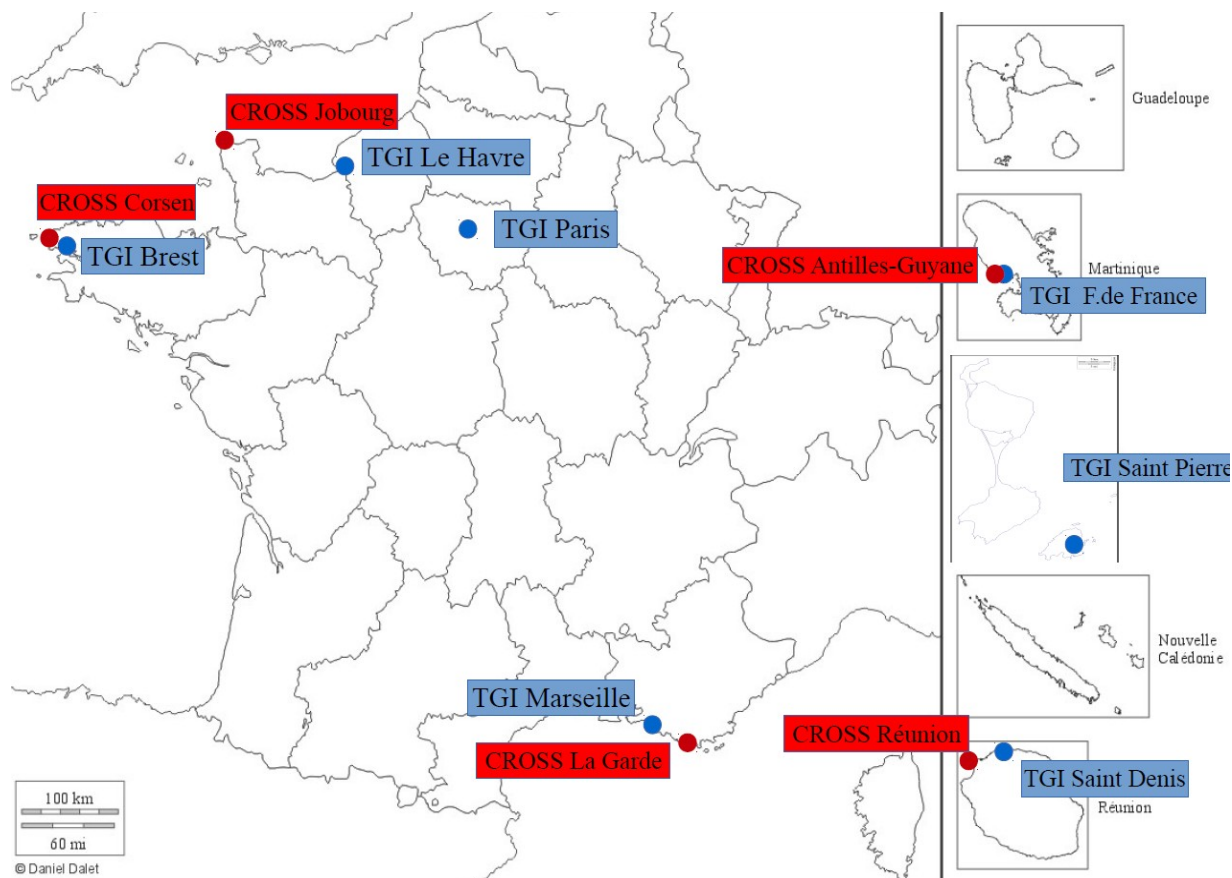 Guadeloupe
CROSS Jobourg
TGI Le Havre
CROSS Corsen
TGI Paris
TGI Brest
CROSS Antilles-Guyane
Martinique
TGI F.de France
TGI Saint Pierre
Nouvelle
Calédonie
TGI Marseille
CROSS La Garde
CROSS Réunion
TGI Saint Denis
Réunion
100 km
60 mi
© Daniel Dalet